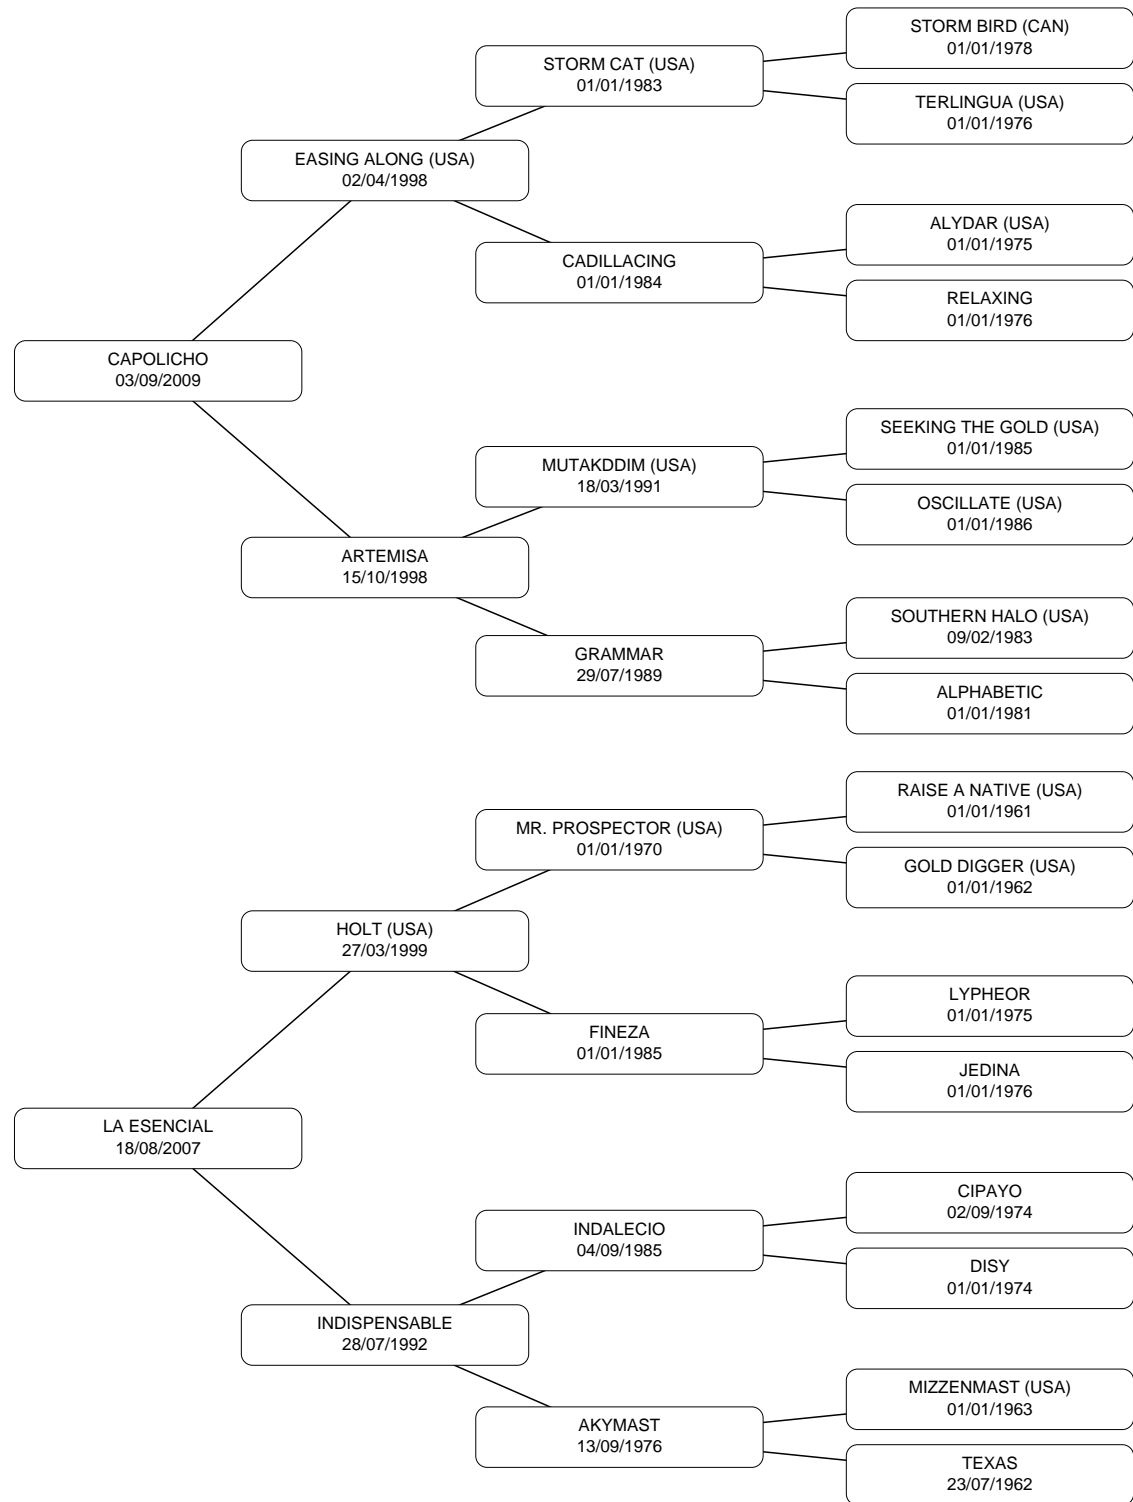 STORM BIRD (CAN)
01/01/1978
STORM CAT (USA)
01/01/1983
TERLINGUA (USA)
01/01/1976
EASING ALONG (USA)
02/04/1998
ALYDAR (USA)
01/01/1975
CADILLACING
01/01/1984
RELAXING
01/01/1976
CAPOLICHO
03/09/2009
SEEKING THE GOLD (USA)
01/01/1985
MUTAKDDIM (USA)
18/03/1991
OSCILLATE (USA)
01/01/1986
ARTEMISA
15/10/1998
SOUTHERN HALO (USA)
09/02/1983
GRAMMAR
29/07/1989
ALPHABETIC
01/01/1981
RAISE A NATIVE (USA)
01/01/1961
MR. PROSPECTOR (USA)
01/01/1970
GOLD DIGGER (USA)
01/01/1962
HOLT (USA)
27/03/1999
LYPHEOR
01/01/1975
FINEZA
01/01/1985
JEDINA
01/01/1976
LA ESENCIAL
18/08/2007
CIPAYO
02/09/1974
INDALECIO
04/09/1985
DISY
01/01/1974
INDISPENSABLE
28/07/1992
MIZZENMAST (USA)
01/01/1963
AKYMAST
13/09/1976
TEXAS
23/07/1962